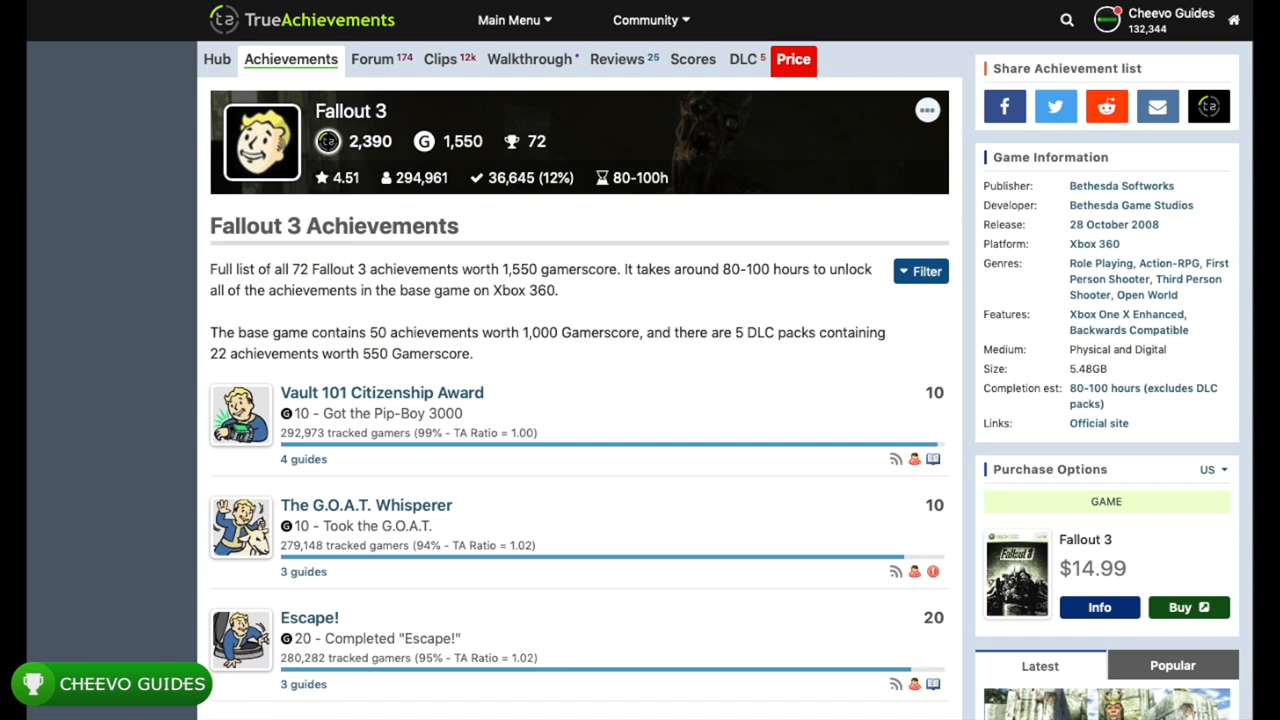 TrueAchievements
Main Menu
Community
Cheevo Guides
132,344
Hub
Achievements
Forum 174
Clips 12k
Walkthrough *
Reviews 25
Scores
DLC 5
Price
Fallout 3
ta 2,390
G 1,550
72
4.51
294,961
36,645 (12%)
80-100h
Fallout 3 Achievements
Full list of all 72 Fallout 3 achievements worth 1,550 gamerscore. It takes around 80-100 hours to unlock
all of the achievements in the base game on Xbox 360.
Filter
The base game contains 50 achievements worth 1,000 Gamerscore, and there are 5 DLC packs containing
22 achievements worth 550 Gamerscore.
Vault 101 Citizenship Award
10
G 10 - Got the Pip-Boy 3000
292,973 tracked gamers (99% - TA Ratio = 1.00)
4 guides
The G.O.A.T. Whisperer
10
G 10 - Took the G.O.A.T.
279,148 tracked gamers (94% - TA Ratio = 1.02)
3 guides
Escape!
20
G 20 - Completed "Escape!"
280,282 tracked gamers (95% - TA Ratio = 1.02)
3 guides
CHEEVO GUIDES
Share Achievement list
Game Information
Publisher: Bethesda Softworks
Developer: Bethesda Game Studios
Release: 28 October 2008
Platform: Xbox 360
Genres: Role Playing, Action-RPG, First
Person Shooter, Third Person
Shooter, Open World
Features: Xbox One X Enhanced,
Backwards Compatible
Medium: Physical and Digital
Size: 5.48GB
Completion est: 80-100 hours (excludes DLC
packs)
Links: Official site
Purchase Options
US
GAME
Fallout 3
Fallout 3
$14.99
Info
Buy
Latest
Popular